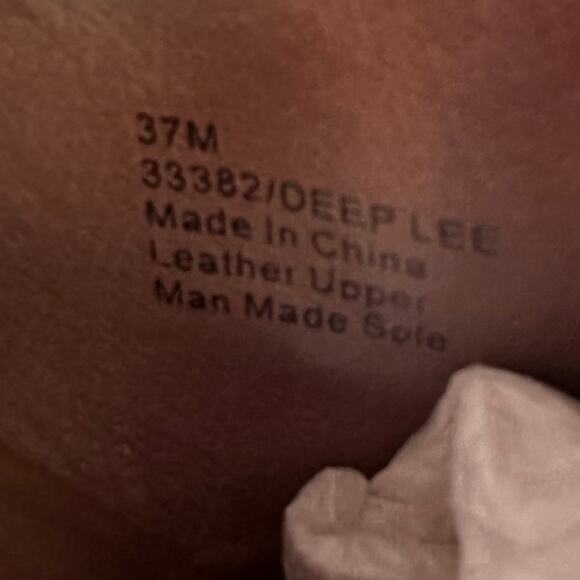 37M
33382/DEEP LEE
Made In China
Leather Upper
Man Made Sole